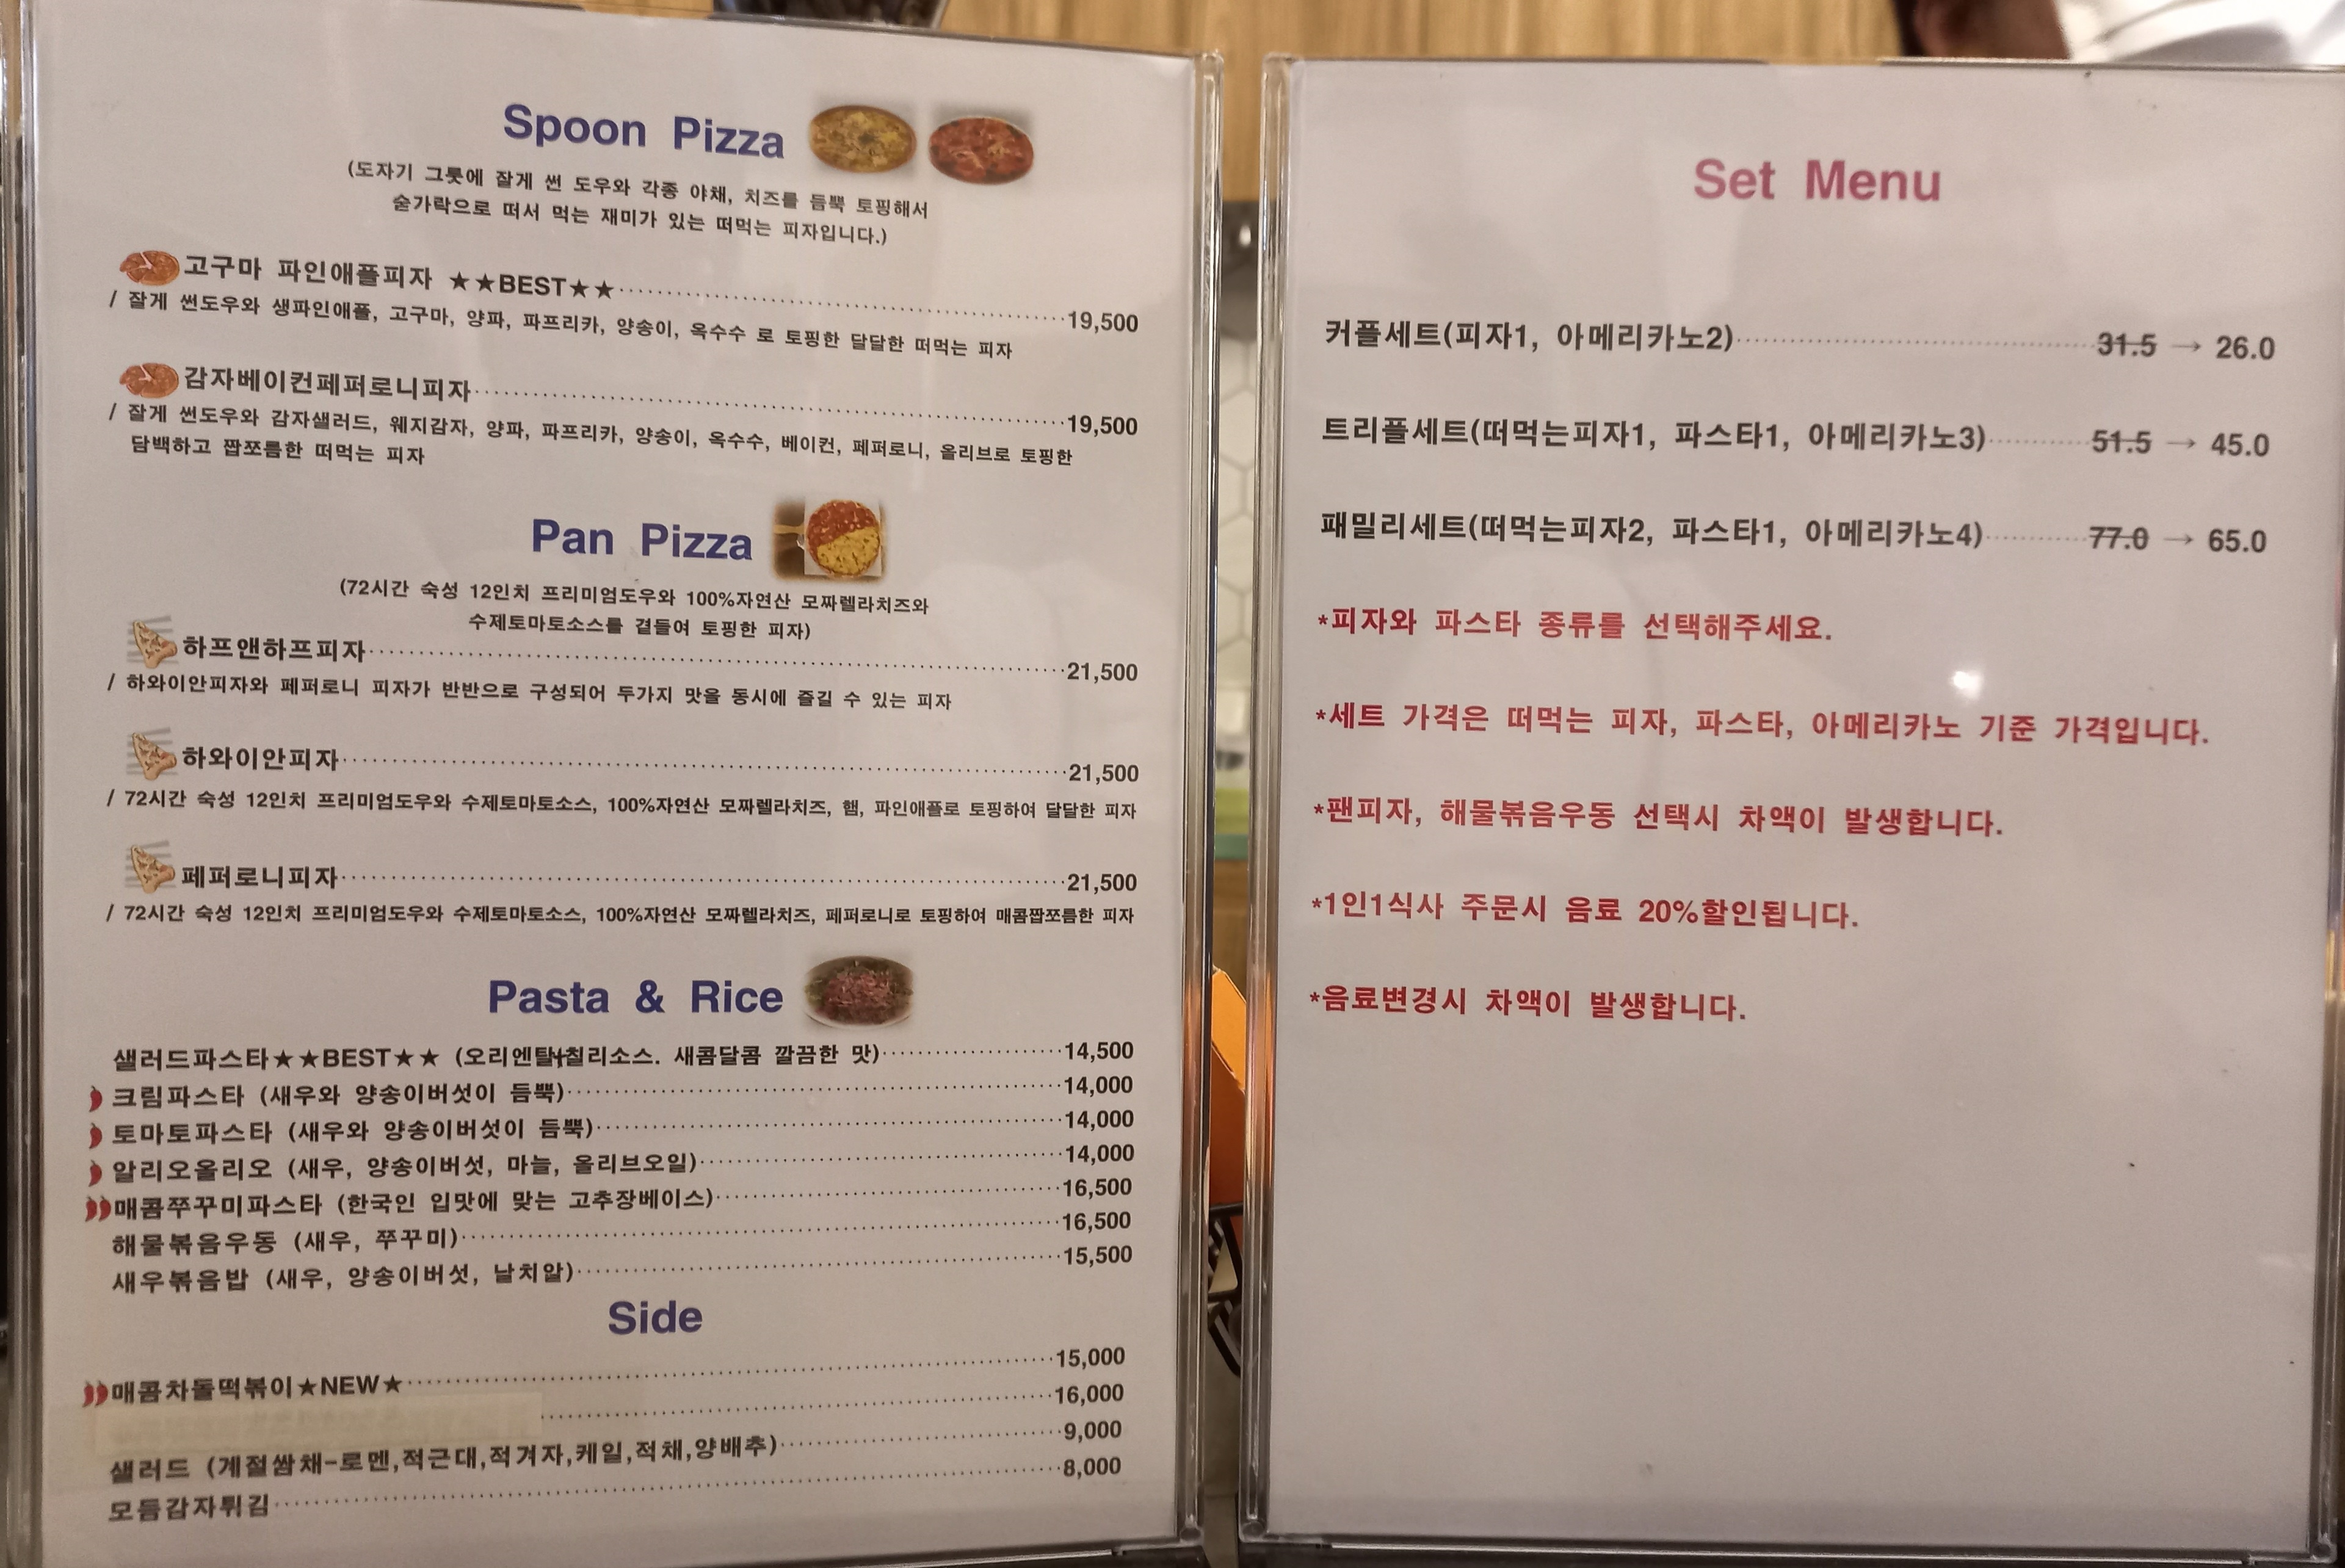 Spoon Pizza
(도자기 그릇에 잘게 썬 도우와 각종 야채, 치즈를 듬뿍 토핑해서
숟가락으로 떠서 먹는 재미가 있는 떠먹는 피자입니다.)
고구마 파인애플피자 ★★BEST★★ 19,500
/ 잘게 썬도우와 생파인애플, 고구마, 양파, 파프리카, 양송이, 옥수수 로 토핑한 달달한 떠먹는 피자
감자베이컨페퍼로니피자 19,500
/ 잘게 썬도우와 감자샐러드, 웨지감자, 양파, 파프리카, 양송이, 옥수수, 베이컨, 페퍼로니, 올리브로 토핑한
담백하고 짭쪼름한 떠먹는 피자
Pan Pizza
(72시간 숙성 12인치 프리미엄도우와 100%자연산 모짜렐라치즈와
수제토마토소스를 곁들여 토핑한 피자)
하프앤하프피자 21,500
/ 하와이안피자와 페퍼로니 피자가 반반으로 구성되어 두가지 맛을 동시에 즐길 수 있는 피자
하와이안피자 21,500
/ 72시간 숙성 12인치 프리미엄도우와 수제토마토소스, 100%자연산 모짜렐라치즈, 햄, 파인애플로 토핑하여 달달한 피자
페퍼로니피자 21,500
/ 72시간 숙성 12인치 프리미엄도우와 수제토마토소스, 100%자연산 모짜렐라치즈, 페퍼로니로 토핑하여 매콤짭쪼름한 피자
Pasta & Rice
샐러드파스타★★BEST★★ (오리엔탈+칠리소스. 새콤달콤 깔끔한 맛) 14,500
크림파스타 (새우와 양송이버섯이 듬뿍) 14,000
토마토파스타 (새우와 양송이버섯이 듬뿍) 14,000
알리오올리오 (새우, 양송이버섯, 마늘, 올리브오일) 14,000
매콤쭈꾸미파스타 (한국인 입맛에 맞는 고추장베이스) 16,500
해물볶음우동 (새우, 쭈꾸미) 16,500
새우볶음밥 (새우, 양송이버섯, 날치알) 15,500
Side
매콤차돌떡볶이★NEW★ 15,000
16,000
샐러드 (계절쌈채-로멘,적근대,적겨자,케일,적채,양배추) 9,000
모듬감자튀김 8,000
Set Menu
커플세트(피자1, 아메리카노2) 31.5 → 26.0
트리플세트(떠먹는피자1, 파스타1, 아메리카노3) 51.5 → 45.0
패밀리세트(떠먹는피자2, 파스타1, 아메리카노4) 77.0 → 65.0
*피자와 파스타 종류를 선택해주세요.
*세트 가격은 떠먹는 피자, 파스타, 아메리카노 기준 가격입니다.
*팬피자, 해물볶음우동 선택시 차액이 발생합니다.
*1인1식사 주문시 음료 20%할인됩니다.
*음료변경시 차액이 발생합니다.